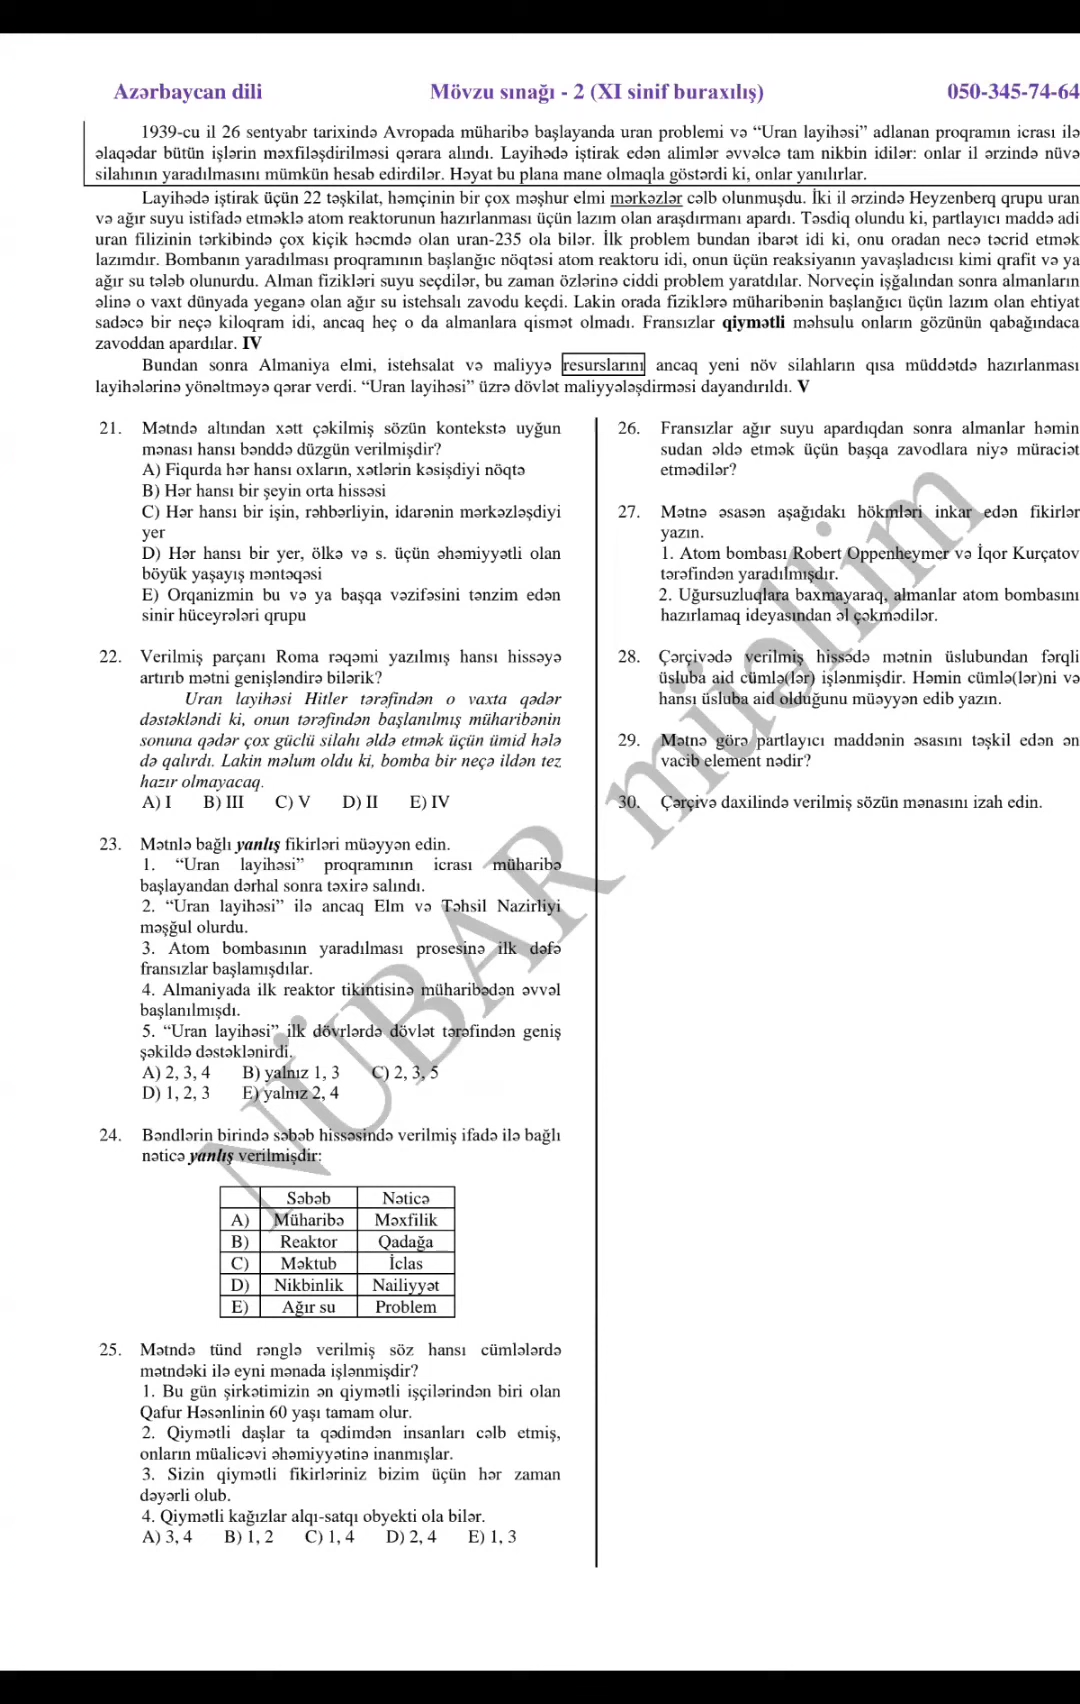 Azərbaycan dili Mövzu sınağı - 2 (XI sinif buraxılış) 050-345-74-64
1939-cu il 26 sentyabr tarixində Avropada müharibə başlayanda uran problemi və “Uran layihəsi” adlanan proqramın icrası ilə
əlaqədar bütün işlərin məxfiləşdirilməsi qərara alındı. Layihədə iştirak edən alimlər əvvəlcə tam nikbin idilər: onlar il ərzində nüvə
silahının yaradılmasını mümkün hesab edirdilər. Həyat bu plana mane olmaqla göstərdi ki, onlar yanılırlar.
Layihədə iştirak üçün 22 təşkilat, həmçinin bir çox məşhur elmi mərkəzlər cəlb olunmuşdu. İki il ərzində Heyzenberq qrupu uran
və ağır suyu istifadə etməklə atom reaktorunun hazırlanması üçün lazım olan araşdırmanı apardı. Təsdiq olundu ki, partlayıcı maddə adi
uran filizinin tərkibində çox kiçik həcmdə olan uran-235 ola bilər. İlk problem bundan ibarət idi ki, onu oradan necə təcrid etmək
lazımdır. Bombanın yaradılması proqramının başlanğıc nöqtəsi atom reaktoru idi, onun üçün reaksiyanın yavaşladıcısı kimi qrafit və ya
ağır su tələb olunurdu. Alman fizikləri suyu seçdilər, bu zaman özlərinə ciddi problem yaratdılar. Norveçin işğalından sonra almanların
əlinə o vaxt dünyada yeganə olan ağır su istehsalı zavodu keçdi. Lakin orada fiziklərə müharibənin başlanğıcı üçün lazım olan ehtiyat
sadəcə bir neçə kiloqram idi, ancaq heç o da almanlara qismət olmadı. Fransızlar qiymətli məhsulu onların gözünün qabağındaca
zavoddan apardılar. IV
Bundan sonra Almaniya elmi, istehsalat və maliyyə resurslarını ancaq yeni növ silahların qısa müddətdə hazırlanması
layihələrinə yönəltməyə qərar verdi. “Uran layihəsi” üzrə dövlət maliyyələşdirməsi dayandırıldı. V
21. Mətndə altından xətt çəkilmiş sözün kontekstə uyğun
mənası hansı bənddə düzgün verilmişdir?
A) Fiqurda hər hansı oxların, xətlərin kəsişdiyi nöqtə
B) Hər hansı bir şeyin orta hissəsi
C) Hər hansı bir işin, rəhbərliyin, idarənin mərkəzləşdiyi
yer
D) Hər hansı bir yer, ölkə və s. üçün əhəmiyyətli olan
böyük yaşayış məntəqəsi
E) Orqanizmin bu və ya başqa vəzifəsini tənzim edən
sinir hüceyrələri qrupu
22. Verilmiş parçanı Roma rəqəmi yazılmış hansı hissəyə
artırıb mətni genişləndirə bilərik?
Uran layihəsi Hitler tərəfindən o vaxta qədər
dəstəkləndi ki, onun tərəfindən başlanılmış müharibənin
sonuna qədər çox güclü silahı əldə etmək üçün ümid hələ
də qalırdı. Lakin məlum oldu ki, bomba bir neçə ildən tez
hazır olmayacaq.
A) I B) III C) V D) II E) IV
23. Mətnlə bağlı yanlış fikirləri müəyyən edin.
1. “Uran layihəsi” proqramının icrası müharibə
başlayandan dərhal sonra təxirə salındı.
2. “Uran layihəsi” ilə ancaq Elm və Təhsil Nazirliyi
məşğul olurdu.
3. Atom bombasının yaradılması prosesinə ilk dəfə
fransızlar başlamışdılar.
4. Almaniyada ilk reaktor tikintisinə müharibədən əvvəl
başlanılmışdı.
5. “Uran layihəsi” ilk dövrlərdə dövlət tərəfindən geniş
şəkildə dəstəklənirdi.
A) 2, 3, 4 B) yalnız 1, 3 C) 2, 3, 5
D) 1, 2, 3 E) yalnız 2, 4
24. Bəndlərin birində səbəb hissəsində verilmiş ifadə ilə bağlı
nəticə yanlış verilmişdir:
Səbəb Nəticə
A) Müharibə Məxfilik
B) Reaktor Qadağa
C) Məktub İclas
D) Nikbinlik Nailiyyət
E) Ağır su Problem
25. Mətndə tünd rənglə verilmiş söz hansı cümlələrdə
mətndəki ilə eyni mənada işlənmişdir?
1. Bu gün şirkətimizin ən qiymətli işçilərindən biri olan
Qafur Həsənlinin 60 yaşı tamam olur.
2. Qiymətli daşlar ta qədimdən insanları cəlb etmiş,
onların müalicəvi əhəmiyyətinə inanmışlar.
3. Sizin qiymətli fikirləriniz bizim üçün hər zaman
dəyərli olub.
4. Qiymətli kağızlar alqı-satqı obyekti ola bilər.
A) 3, 4 B) 1, 2 C) 1, 4 D) 2, 4 E) 1, 3
26. Fransızlar ağır suyu apardıqdan sonra almanlar həmin
sudan əldə etmək üçün başqa zavodlara niyə müraciət
etmədilər?
27. Mətnə əsasən aşağıdakı hökmləri inkar edən fikirlər
yazın.
1. Atom bombası Robert Oppenheymer və İqor Kurçatov
tərəfindən yaradılmışdır.
2. Uğursuzluqlara baxmayaraq, almanlar atom bombasını
hazırlamaq ideyasından əl çəkmədilər.
28. Çərçivədə verilmiş hissədə mətnin üslubundan fərqli
üsluba aid cümlə(lər) işlənmişdir. Həmin cümlə(lər)ni və
hansı üsluba aid olduğunu müəyyən edib yazın.
29. Mətnə görə partlayıcı maddənin əsasını təşkil edən ən
vacib element nədir?
30. Çərçivə daxilində verilmiş sözün mənasını izah edin.
NÜBAR müəllim